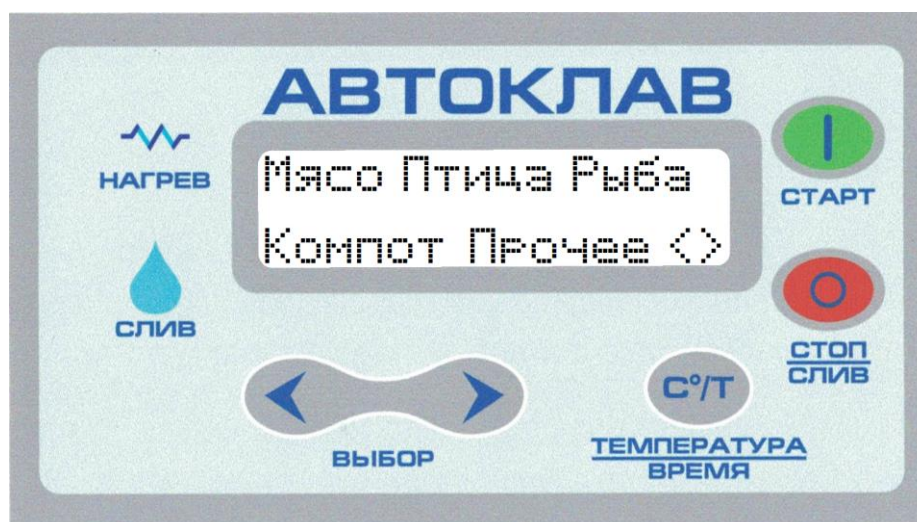 АВТОКЛАВ
НАГРЕВ
Мясо Птица Рыба
Компот Прочее <>
СТАРТ
СЛИВ
СТОП
СЛИВ
ВЫБОР
C°/T
ТЕМПЕРАТУРА
ВРЕМЯ